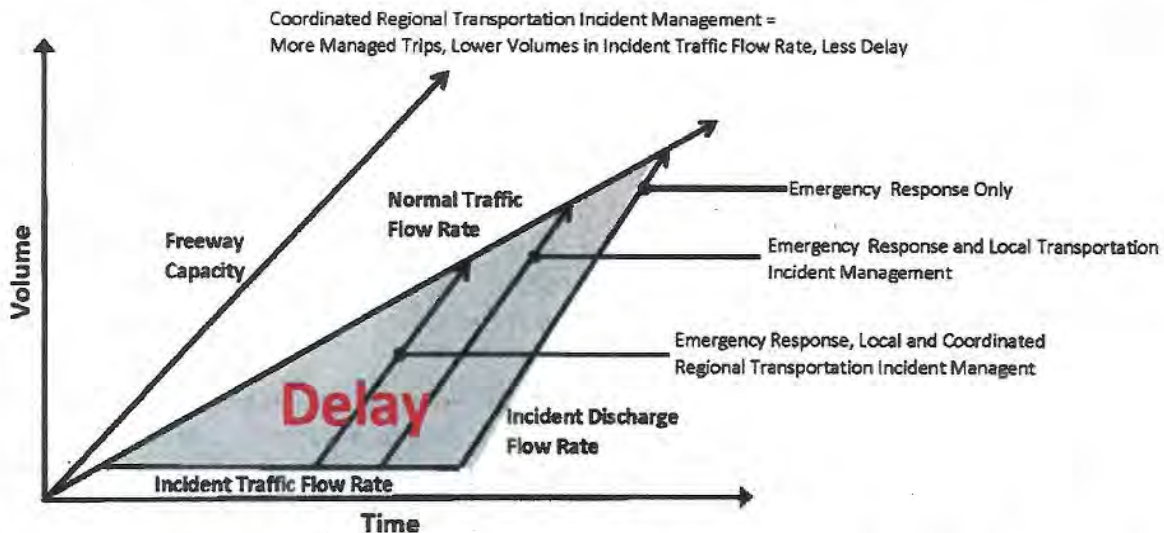 Coordinated Regional Transportation Incident Management =
More Managed Trips, Lower Volumes in Incident Traffic Flow Rate, Less Delay
Volume
Freeway
Capacity
Normal Traffic
Flow Rate
Emergency Response Only
Emergency Response and Local Transportation
Incident Management
Emergency Response, Local and Coordinated
Regional Transportation Incident Managent
Delay
Incident Discharge
Flow Rate
Incident Traffic Flow Rate
Time